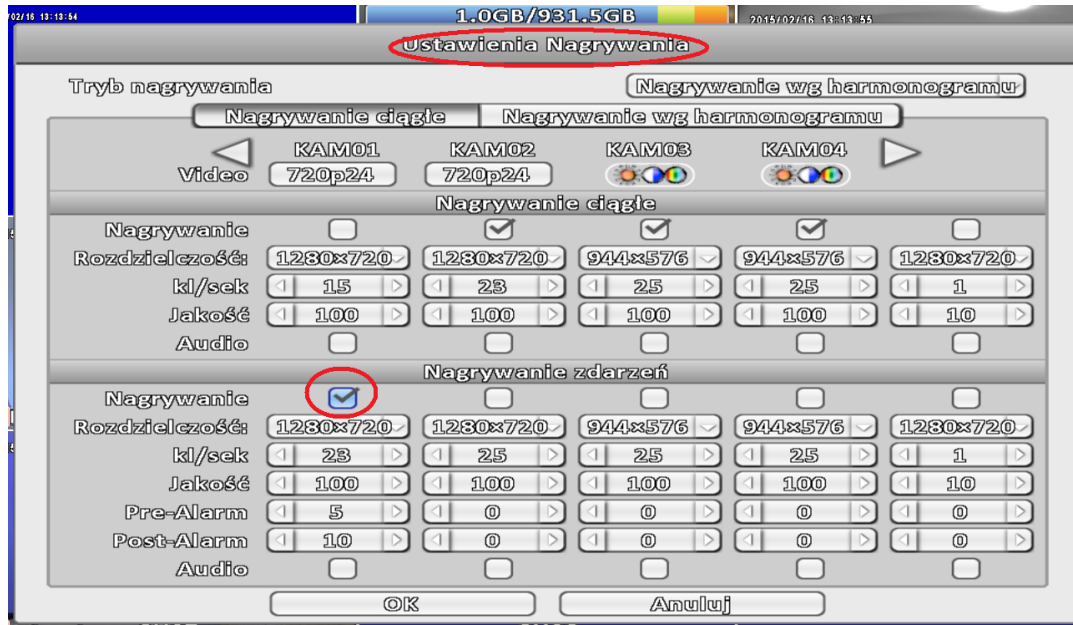 02/16 13:13:54 1.0GB/931.5GB 2015/02/16 13:13:55
Ustawienia Nagrywania
Tryb nagrywania Nagrywanie wg harmonogramu
Nagrywanie ciągłe Nagrywanie wg harmonogramu
KAM01 KAM02 KAM03 KAM04
Video 720p24 720p24
Nagrywanie ciągłe
Nagrywanie
Rozdzielczość: 1280x720 1280x720 944x576 944x576 1280x720
kl/sek 15 23 25 25 1
Jakość 100 100 100 100 10
Audio
Nagrywanie zdarzeń
Nagrywanie
Rozdzielczość: 1280x720 1280x720 944x576 944x576 1280x720
kl/sek 23 25 25 25 1
Jakość 100 100 100 100 10
Pre-Alarm 5 0 0 0 0
Post-Alarm 10 0 0 0 0
Audio
OK Anuluj